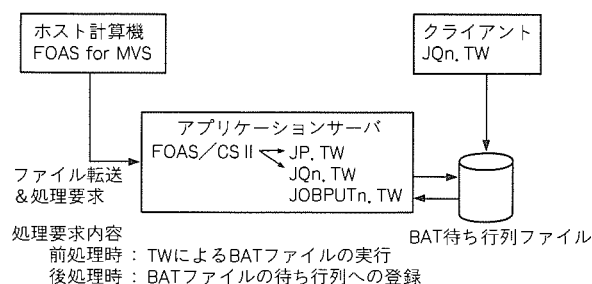 ホスト計算機
FOAS for MVS
クライアント
JQn. TW
アプリケーションサーバ
FOAS／CSⅡ JP. TW
JQn. TW
JOBPUTn. TW
ファイル転送
＆処理要求
BAT待ち行列ファイル
処理要求内容
前処理時：TWによるBATファイルの実行
後処理時：BATファイルの待ち行列への登録